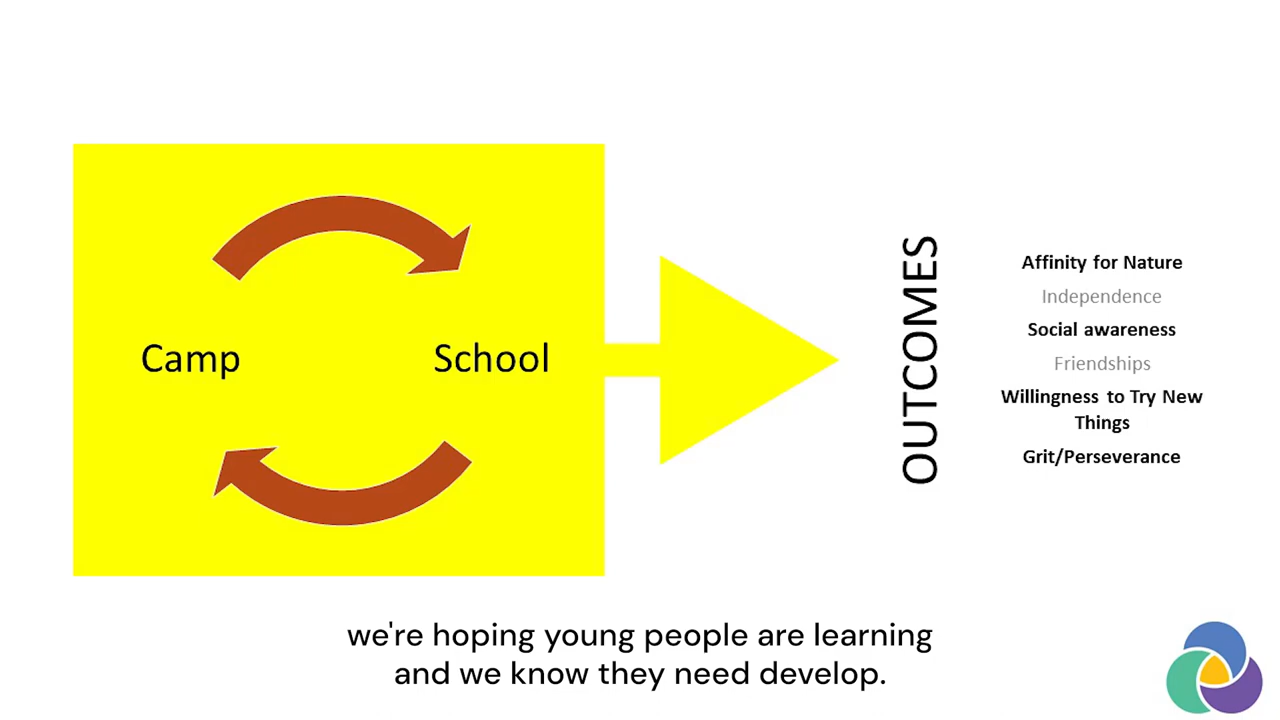 Camp
School
OUTCOMES
Affinity for Nature
Independence
Social awareness
Friendships
Willingness to Try New
Things
Grit/Perseverance
we're hoping young people are learning
and we know they need develop.